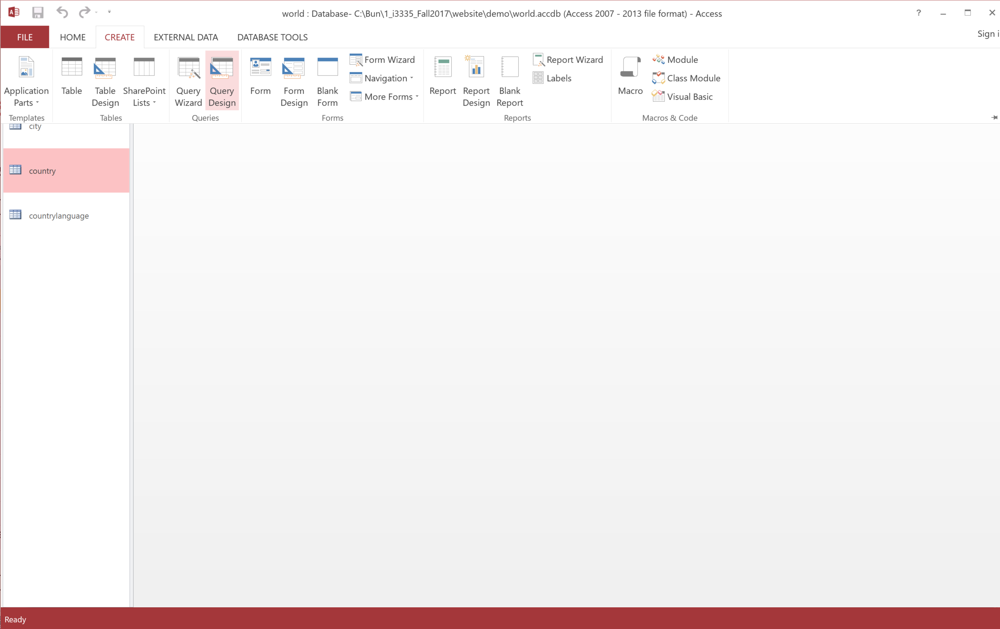 world : Database- C:\Bun\1_i3335_Fall2017\website\demo\world.accdb (Access 2007 - 2013 file format) - Access
?
FILE HOME CREATE EXTERNAL DATA DATABASE TOOLS
Sign i
Application Parts
Table
Table Design
SharePoint Lists
Query Wizard
Query Design
Form
Form Design
Blank Form
Form Wizard
Navigation
More Forms
Report
Report Design
Blank Report
Report Wizard
Labels
Macro
Module
Class Module
Visual Basic
Templates
Tables
Queries
Forms
Reports
Macros & Code
city
country
countrylanguage
Ready